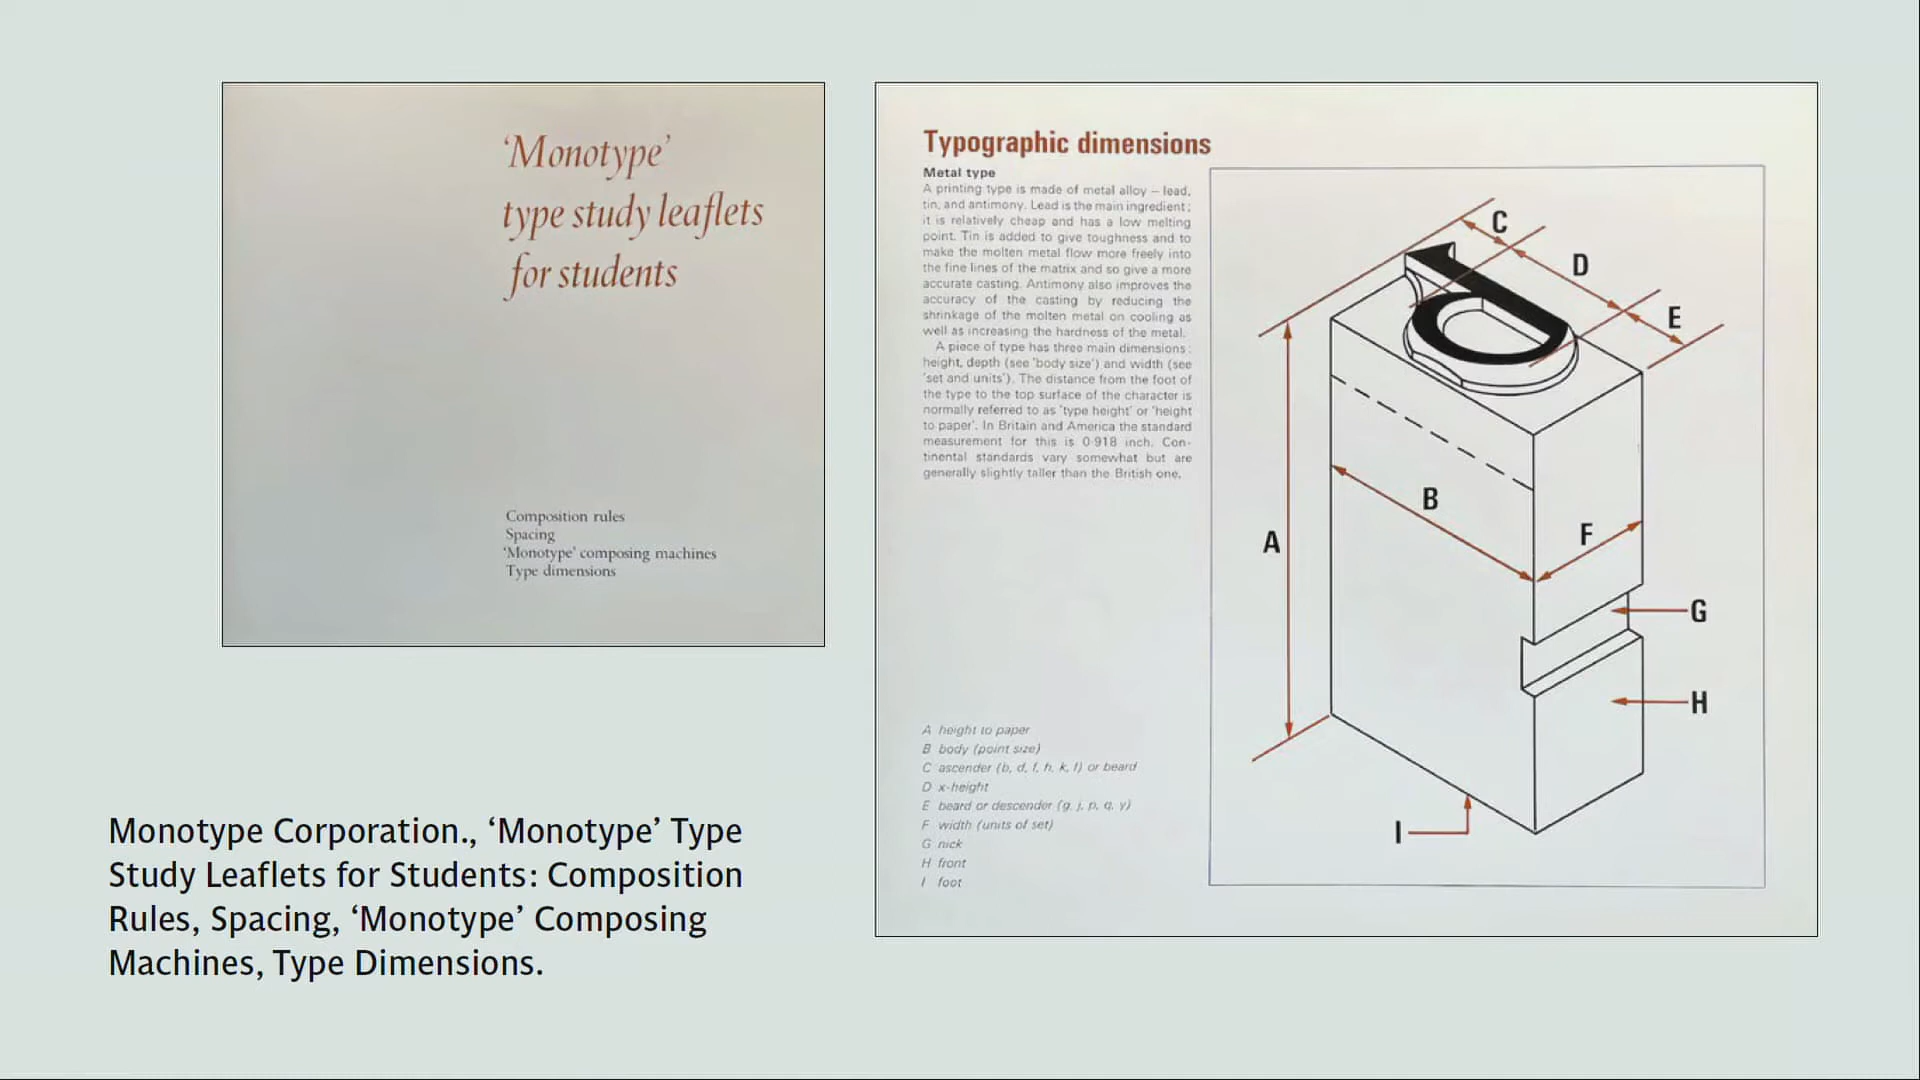 ‘Monotype’
type study leaflets
for students
Composition rules
Spacing
‘Monotype’ composing machines
Type dimensions
Monotype Corporation., ‘Monotype’ Type
Study Leaflets for Students: Composition
Rules, Spacing, ‘Monotype’ Composing
Machines, Type Dimensions.
Typographic dimensions
Metal type
A printing type is made of metal alloy – lead,
tin, and antimony. Lead is the main ingredient;
it is relatively cheap and has a low melting
point. Tin is added to give toughness and to
make the molten metal flow more freely into
the fine lines of the matrix and so give a more
accurate casting. Antimony also improves the
accuracy of the casting by reducing the
shrinkage of the molten metal on cooling as
well as increasing the hardness of the metal.
A piece of type has three main dimensions:
height, depth (see ‘body size’) and width (see
‘set and units’). The distance from the foot of
the type to the top surface of the character is
normally referred to as ‘type height’ or ‘height
to paper’. In Britain and America the standard
measurement for this is 0·918 inch. Con-
tinental standards vary somewhat but are
generally slightly taller than the British one.
A height to paper
B body (point size)
C ascender (b, d, f, h, k, l) or beard
D x-height
E beard or descender (g, j, p, q, y)
F width (units of set)
G nick
H front
I foot
C
D
E
B
F
A
G
H
I